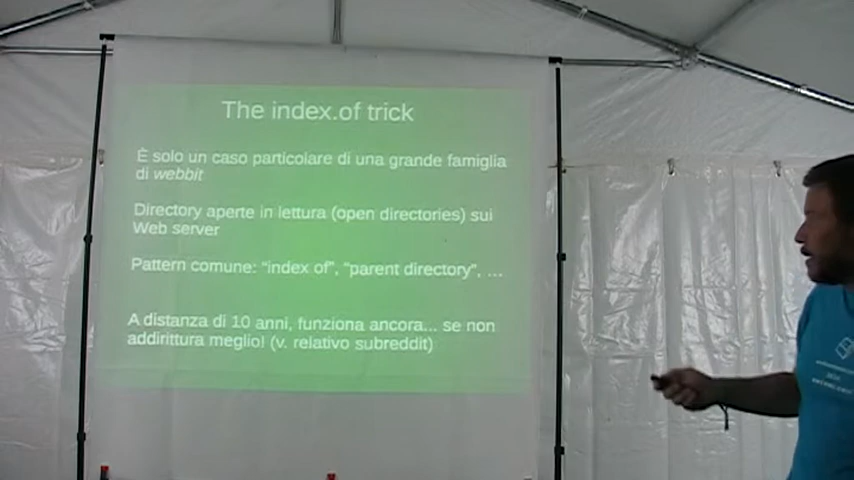 The index.of trick
È solo un caso particolare di una grande famiglia
di webbit
Directory aperte in lettura (open directories) sui
Web server
Pattern comune: “index of”, “parent directory”, …
A distanza di 10 anni, funziona ancora... se non
addirittura meglio! (v. relativo subreddit)